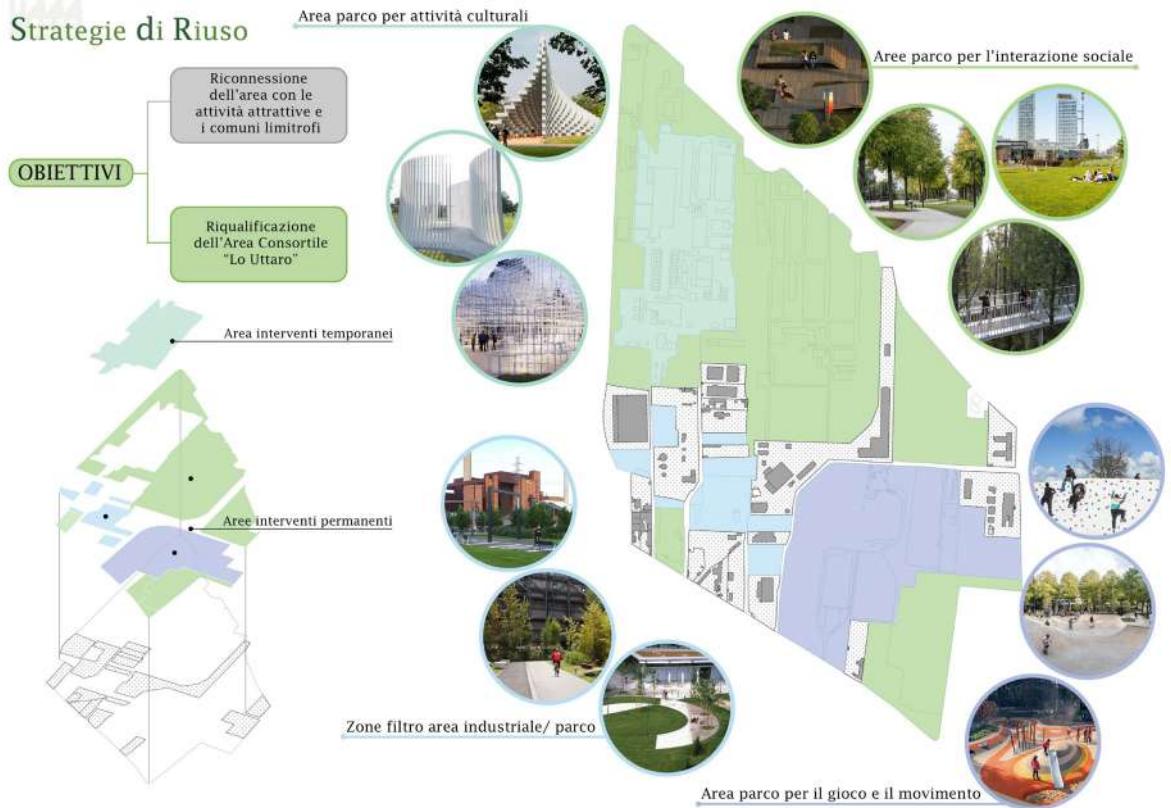 Strategie di Riuso
Area parco per attività culturali
Aree parco per l'interazione sociale
Riconnessione
dell'area con le
attività attrattive e
i comuni limitrofi
OBIETTIVI
Riqualificazione
dell'Area Consortile
"Lo Uttaro"
Area interventi temporanei
Aree interventi permanenti
Zone filtro area industriale/ parco
Area parco per il gioco e il movimento